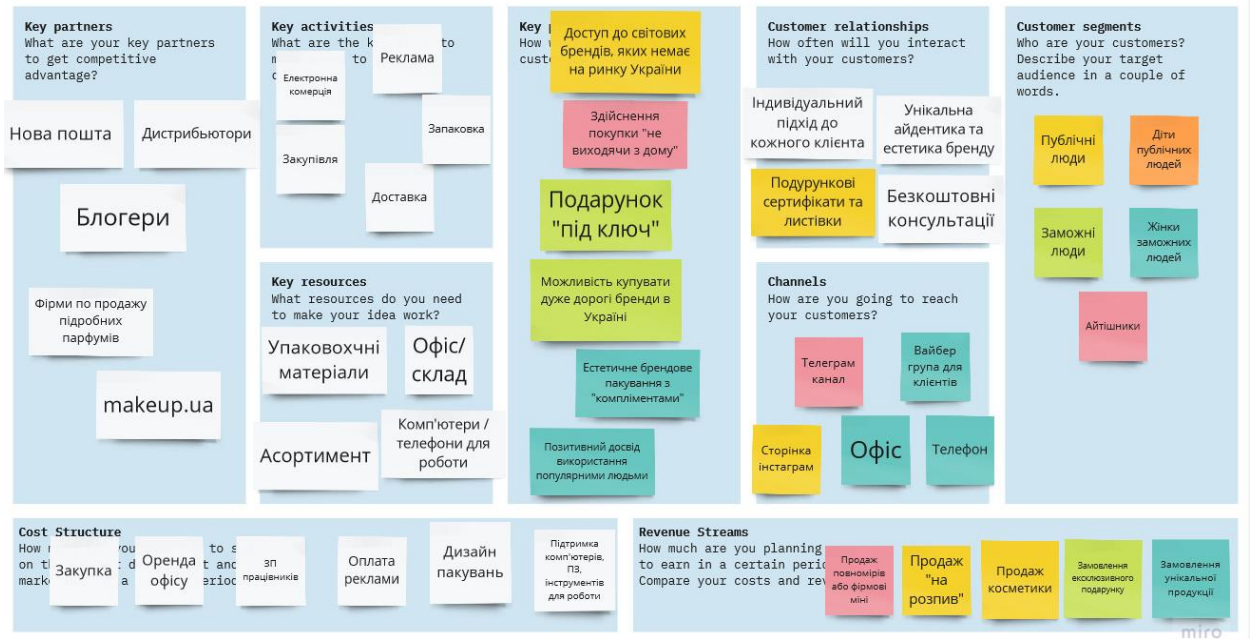 Key partners
What are your key partners
to get competitive
advantage?
Нова пошта
Дистрибьютори
Блогери
Фірми по продажу
підробних
парфумів
makeup.ua
Key activities
What are the k to
m to
Електронна
комерція
Реклама
Запаковка
Закупівля
Доставка
Key resources
What resources do you need
to make your idea work?
Упаковохчні
матеріали
Офіс/
склад
Асортимент
Комп'ютери /
телефони для
роботи
Key
How
cust
Доступ до світових
брендів, яких немає
на ринку України
Здійснення
покупки "не
виходячи з дому"
Подарунок
"під ключ"
Можливість купувати
дуже дорогі бренди в
Україні
Естетичне брендове
пакування з
"компліментами"
Позитивний досвід
використання
популярними людьми
Customer relationships
How often will you interact
with your customers?
Індивідуальний
підхід до
кожного клієнта
Унікальна
айдентика та
естетика бренду
Подурункові
сертифікати та
листівки
Безкоштовні
консультації
Channels
How are you going to reach
your customers?
Телеграм
канал
Вайбер
група для
клієнтів
Сторінка
інстаграм
Офіс
Телефон
Customer segments
Who are your customers?
Describe your target
audience in a couple of
words.
Публічні
люди
Діти
публічних
людей
Заможні
люди
Жінки
заможних
людей
Айтішники
Cost Structure
How you to s
on t d t and
mark a period
Закупка
Оренда
офісу
ЗП
працівників
Оплата
реклами
Дизайн
пакувань
Підтримка
комп'ютерів,
ПЗ,
інструментів
для роботи
Revenue Streams
How much are you planning
to earn in a certain peri
Compare your costs and rev
Продаж
повномірів
або фірмові
міні
Продаж
"на
розпив"
Продаж
косметики
Замовлення
ексклюзивного
подарунку
Замовлення
унікальної
продукції
miro